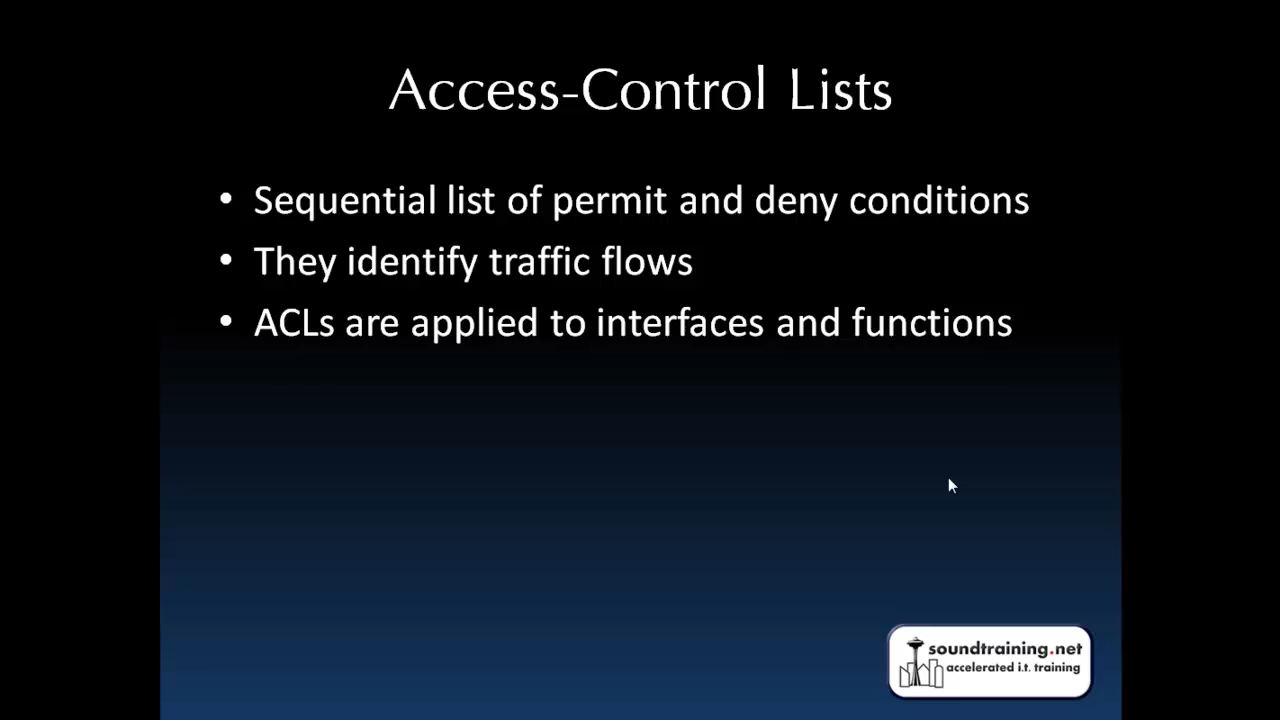 Access-Control Lists
• Sequential list of permit and deny conditions
• They identify traffic flows
• ACLs are applied to interfaces and functions
soundtraining.net
accelerated i.t. training